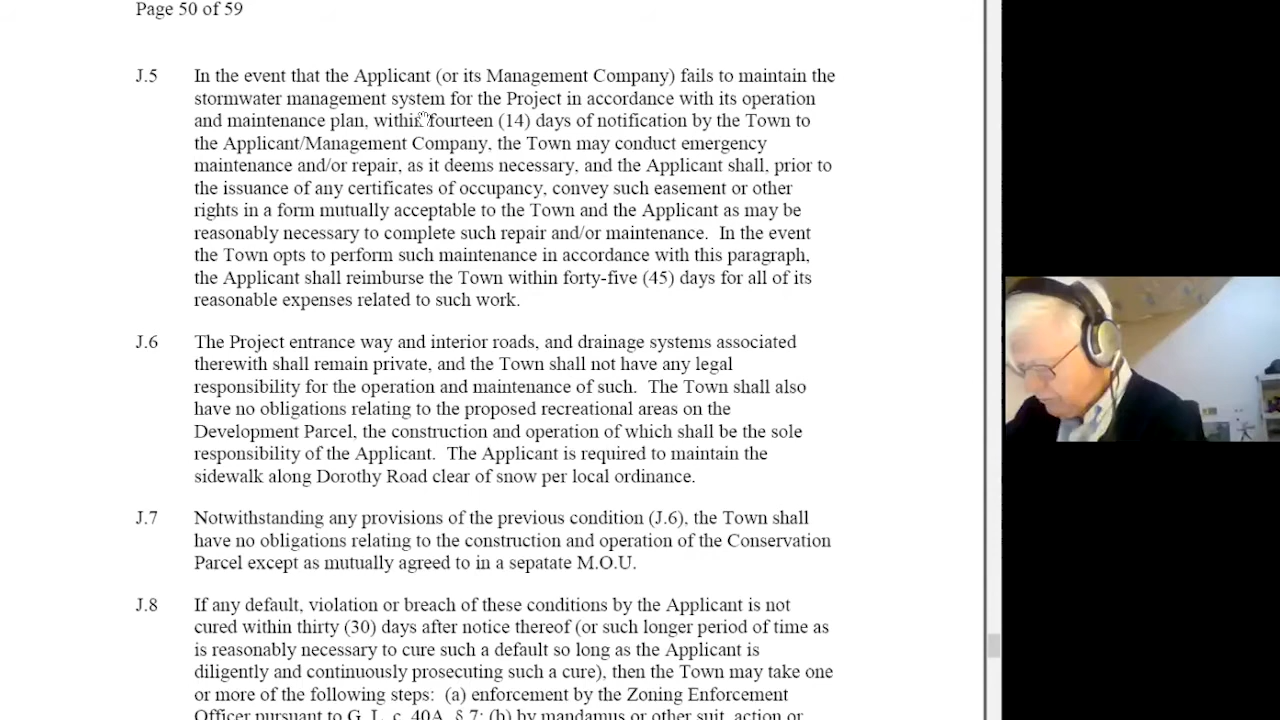 Page 50 of 59
J.5 In the event that the Applicant (or its Management Company) fails to maintain the
stormwater management system for the Project in accordance with its operation
and maintenance plan, within fourteen (14) days of notification by the Town to
the Applicant/Management Company, the Town may conduct emergency
maintenance and/or repair, as it deems necessary, and the Applicant shall, prior to
the issuance of any certificates of occupancy, convey such easement or other
rights in a form mutually acceptable to the Town and the Applicant as may be
reasonably necessary to complete such repair and/or maintenance. In the event
the Town opts to perform such maintenance in accordance with this paragraph,
the Applicant shall reimburse the Town within forty-five (45) days for all of its
reasonable expenses related to such work.
J.6 The Project entrance way and interior roads, and drainage systems associated
therewith shall remain private, and the Town shall not have any legal
responsibility for the operation and maintenance of such. The Town shall also
have no obligations relating to the proposed recreational areas on the
Development Parcel, the construction and operation of which shall be the sole
responsibility of the Applicant. The Applicant is required to maintain the
sidewalk along Dorothy Road clear of snow per local ordinance.
J.7 Notwithstanding any provisions of the previous condition (J.6), the Town shall
have no obligations relating to the construction and operation of the Conservation
Parcel except as mutually agreed to in a sepatate M.O.U.
J.8 If any default, violation or breach of these conditions by the Applicant is not
cured within thirty (30) days after notice thereof (or such longer period of time as
is reasonably necessary to cure such a default so long as the Applicant is
diligently and continuously prosecuting such a cure), then the Town may take one
or more of the following steps: (a) enforcement by the Zoning Enforcement
Officer pursuant to G. L. c. 40A, § 7; (b) by mandamus or other suit, action or